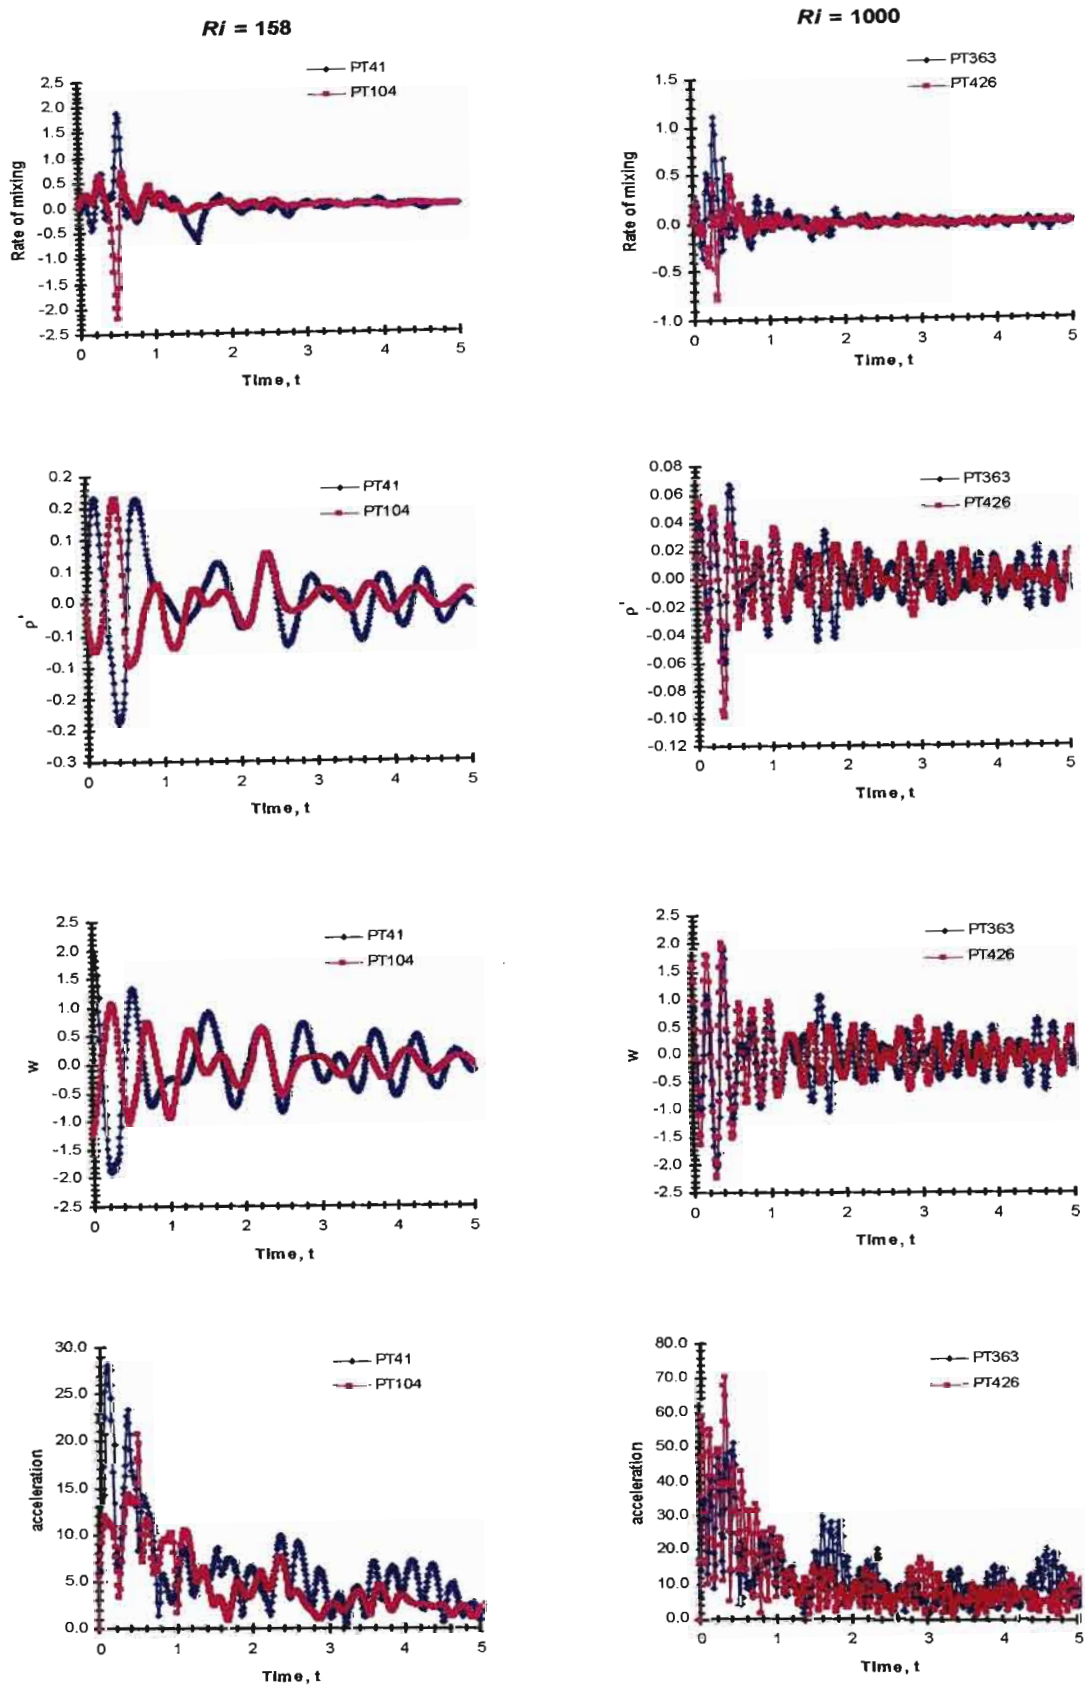 Ri = 158
Ri = 1000
PT41
PT104
2.5
2.0
1.5
1.0
0.5
0.0
-0.5
-1.0
-1.5
-2.0
-2.5
Rate of mixing
0 1 2 3 4 5
Time, t
PT363
PT426
1.5
1.0
0.5
0.0
-0.5
-1.0
Rate of mixing
0 1 2 3 4 5
Time, t
PT41
PT104
0.2
0.2
0.1
0.1
0.0
-0.1
-0.1
-0.2
-0.2
-0.3
ρ'
0 1 2 3 4 5
Time, t
PT363
PT426
0.08
0.06
0.04
0.02
0.00
-0.02
-0.04
-0.06
-0.08
-0.10
-0.12
ρ'
0 1 2 3 4 5
Time, t
PT41
PT104
2.5
2.0
1.5
1.0
0.5
0.0
-0.5
-1.0
-1.5
-2.0
-2.5
w
0 1 2 3 4 5
Time, t
PT363
PT426
2.5
2.0
1.5
1.0
0.5
0.0
-0.5
-1.0
-1.5
-2.0
-2.5
w
0 1 2 3 4 5
Time, t
PT41
PT104
30.0
25.0
20.0
15.0
10.0
5.0
0.0
acceleration
0 1 2 3 4 5
Time, t
PT363
PT426
80.0
70.0
60.0
50.0
40.0
30.0
20.0
10.0
0.0
acceleration
0 1 2 3 4 5
Time, t